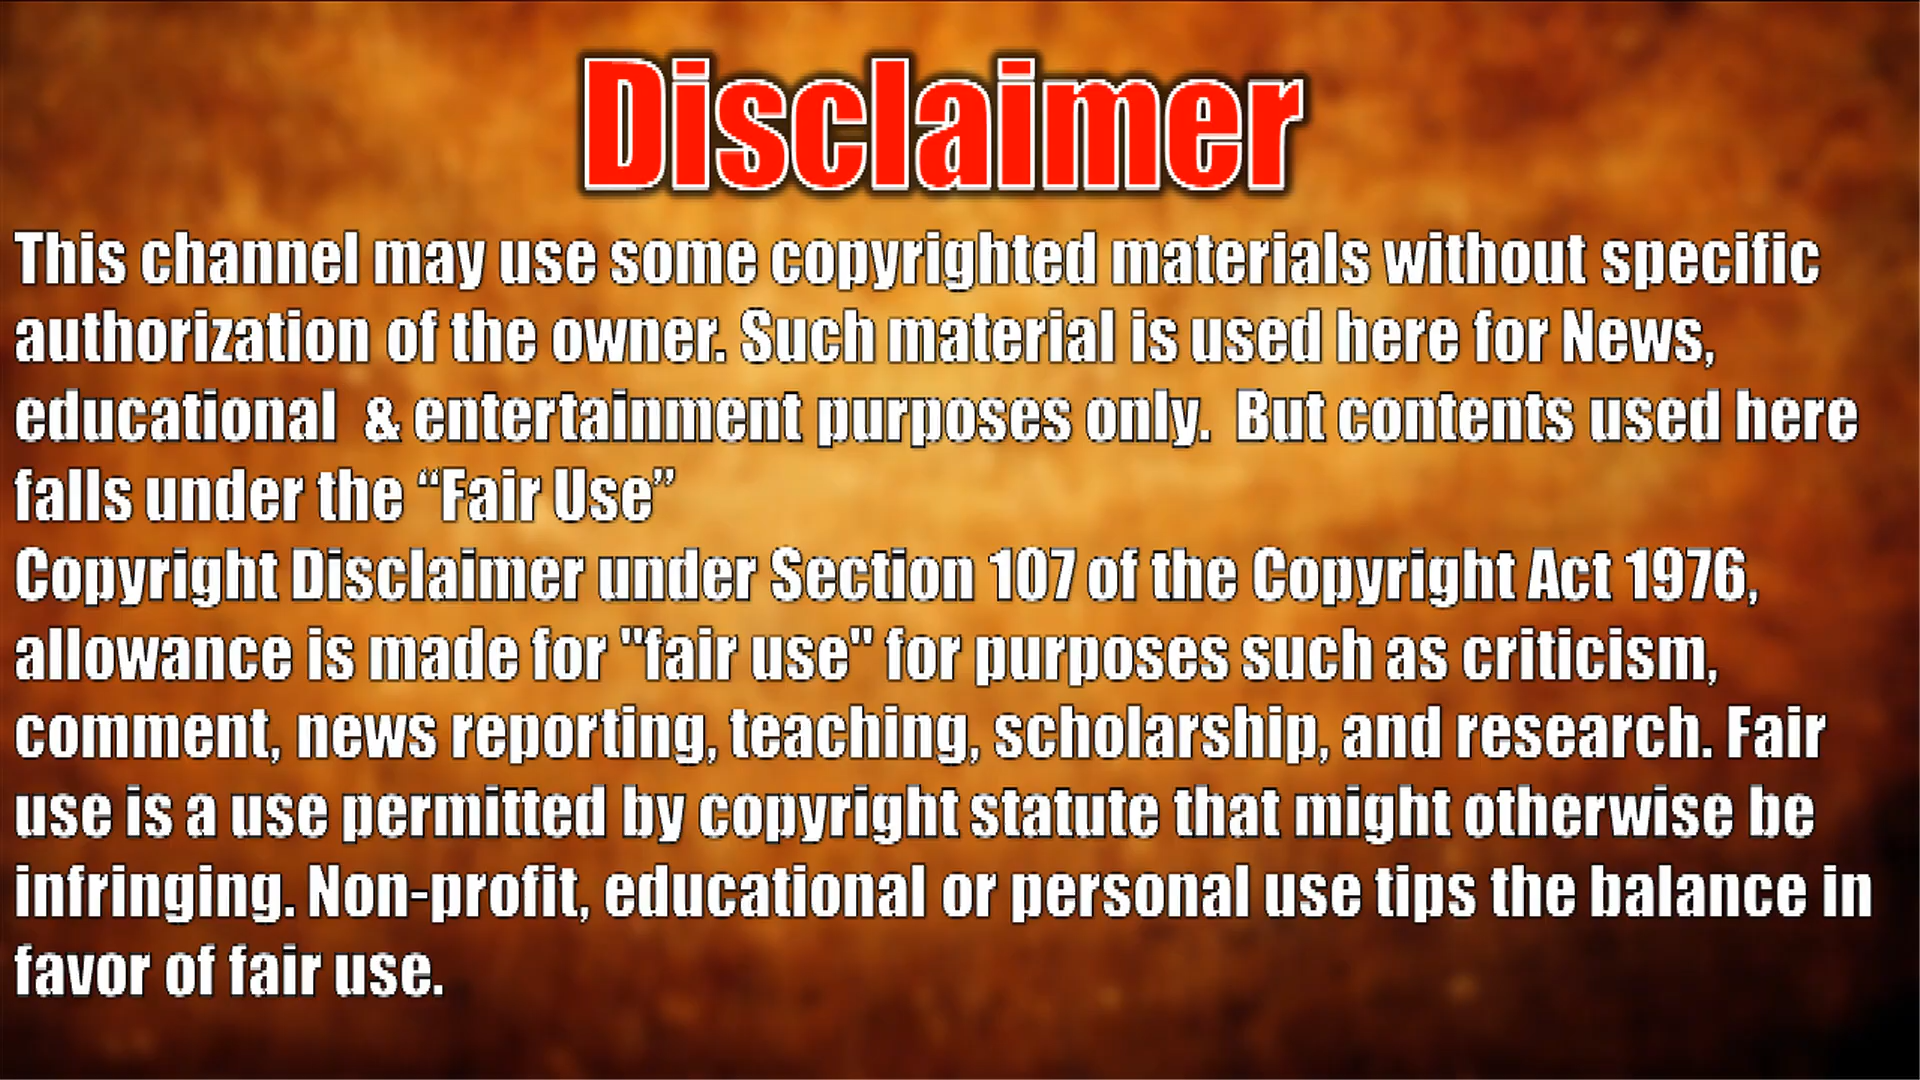 Disclaimer
This channel may use some copyrighted materials without specific
authorization of the owner. Such material is used here for News,
educational  & entertainment purposes only.  But contents used here
falls under the “Fair Use”
Copyright Disclaimer under Section 107 of the Copyright Act 1976,
allowance is made for "fair use" for purposes such as criticism,
comment, news reporting, teaching, scholarship, and research. Fair
use is a use permitted by copyright statute that might otherwise be
infringing. Non-profit, educational or personal use tips the balance in
favor of fair use.